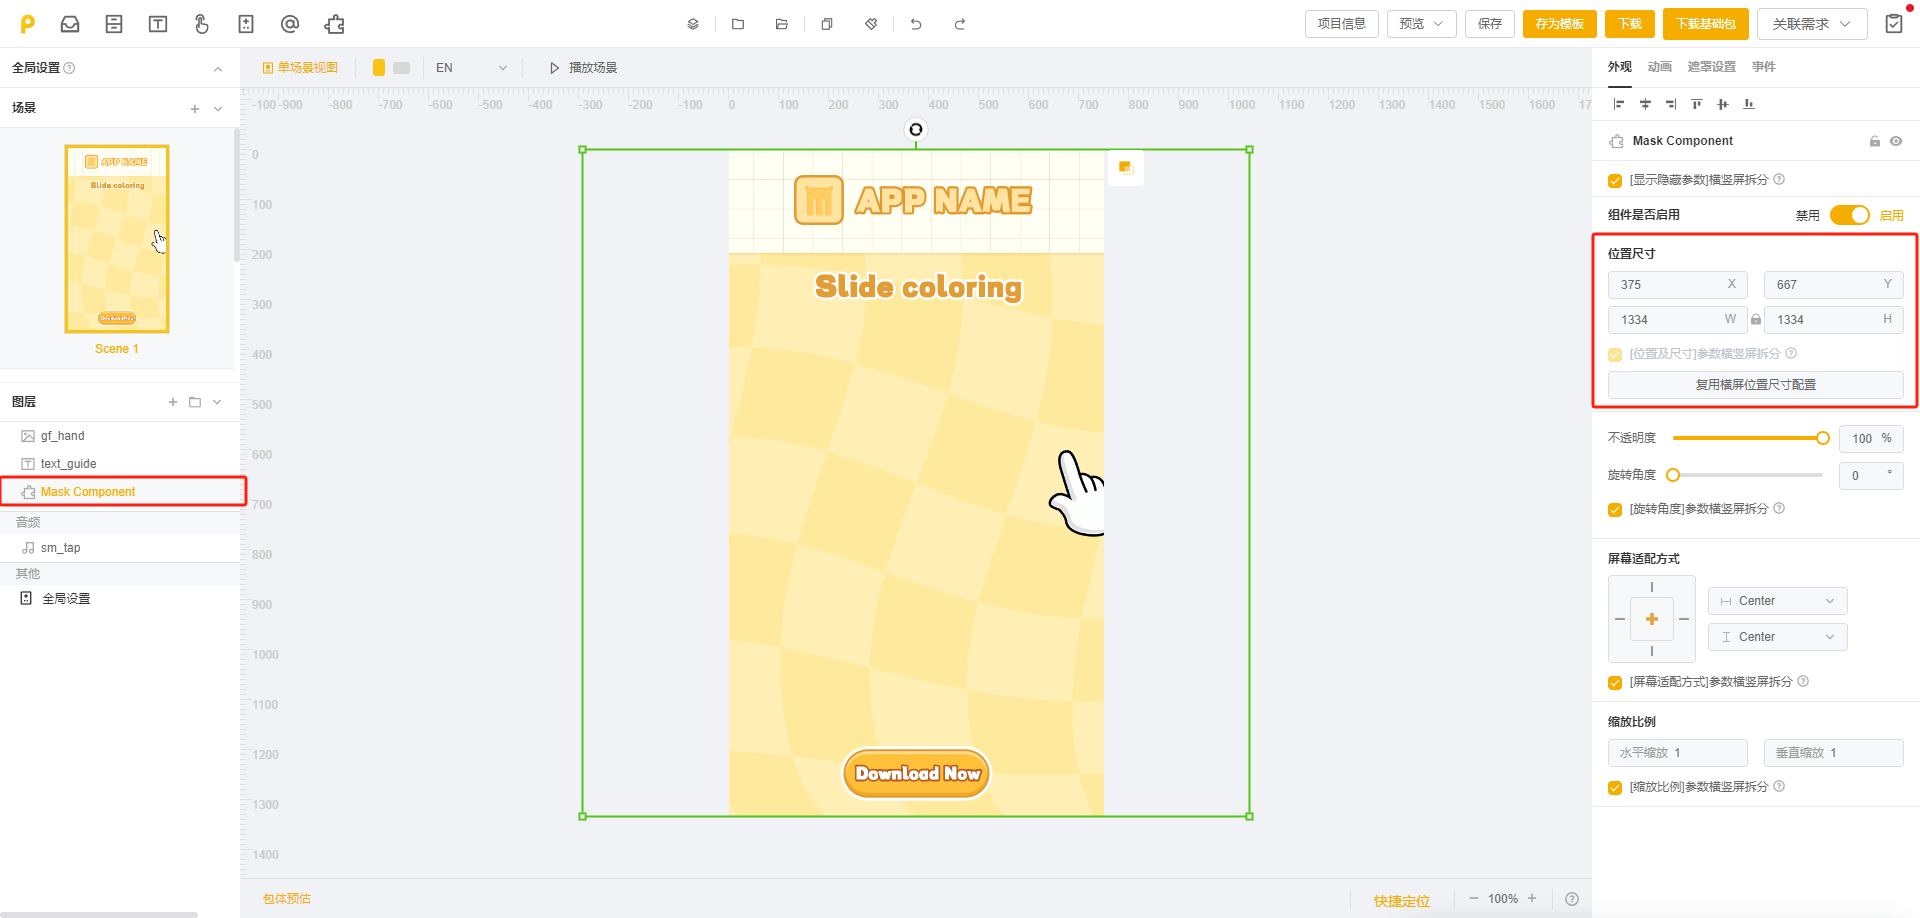 项目信息
预览
保存
存为模板
下载
下载基础包
关联需求
全局设置
场景
APP NAME
Slide coloring
Download Now
Scene 1
图层
gf_hand
text_guide
Mask Component
音频
sm_tap
其他
全局设置
单场景视图
EN
播放场景
-100 -900 -800 -700 -600 -500 -400 -300 -200 -100 0 100 200 300 400 500 600 700 800 900 1000 1100 1200 1300 1400 1500 1600 17
0
100
200
300
400
500
600
700
800
900
1000
1100
1200
1300
1400
APP NAME
Slide coloring
Download Now
包体预估
快捷定位
100%
外观 动画 遮罩设置 事件
Mask Component
[显示隐藏参数]横竖屏拆分
组件是否启用 禁用 启用
位置尺寸
375 X 667 Y
1334 W 1334 H
[位置及尺寸]参数横竖屏拆分
复用横屏位置尺寸配置
不透明度 100 %
旋转角度 0 °
[旋转角度]参数横竖屏拆分
屏幕适配方式
Center
Center
[屏幕适配方式]参数横竖屏拆分
缩放比例
水平缩放 1 垂直缩放 1
[缩放比例]参数横竖屏拆分